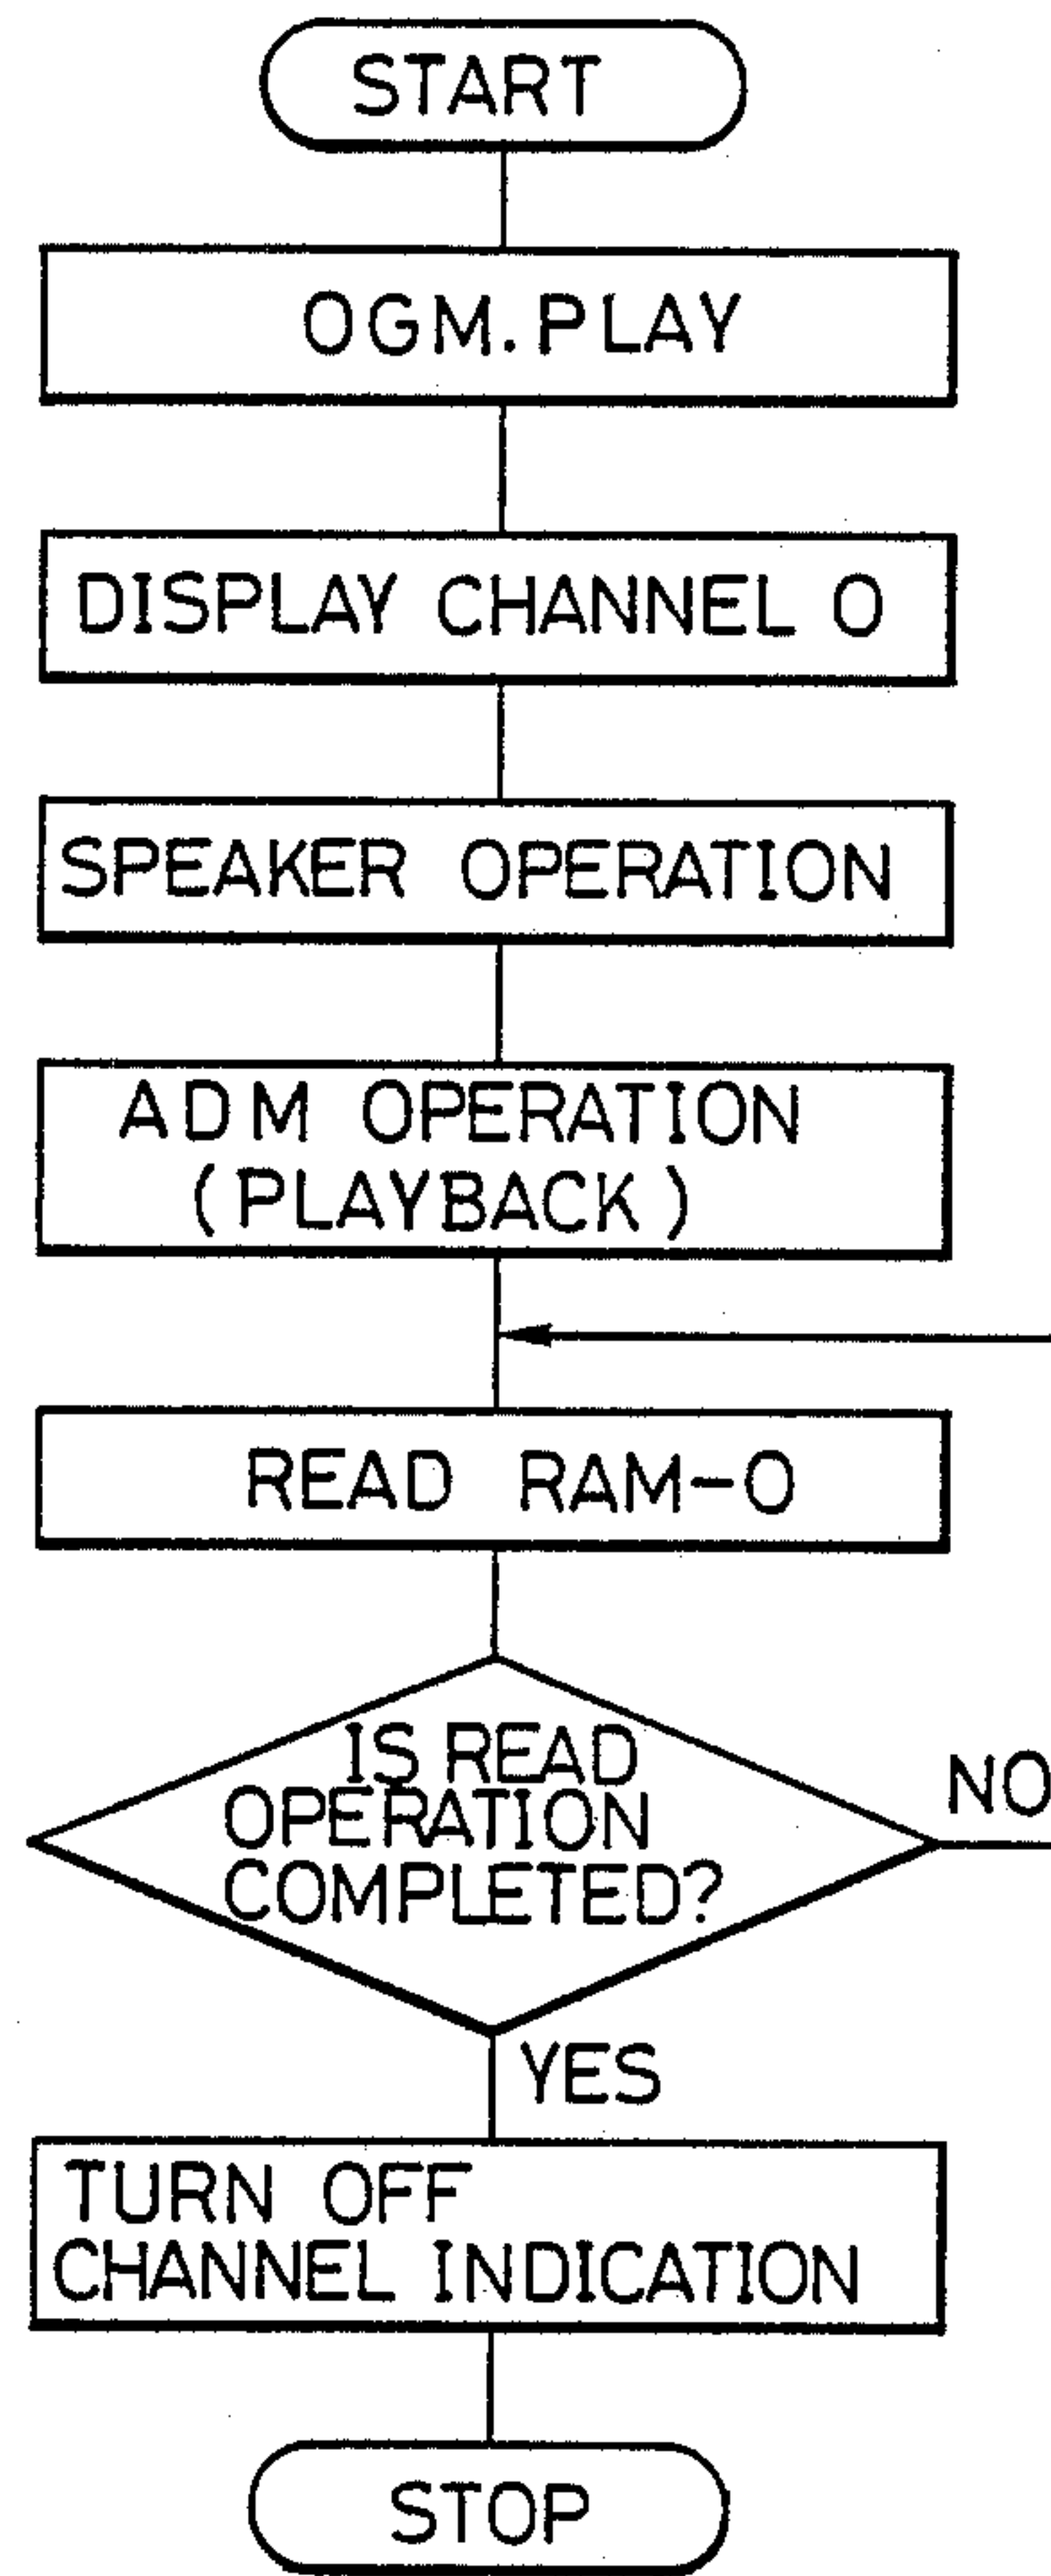 START
OGM. PLAY
DISPLAY CHANNEL 0
SPEAKER OPERATION
ADM OPERATION
(PLAYBACK)
READ RAM-0
IS READ
OPERATION
COMPLETED?
NO
YES
TURN OFF
CHANNEL INDICATION
STOP